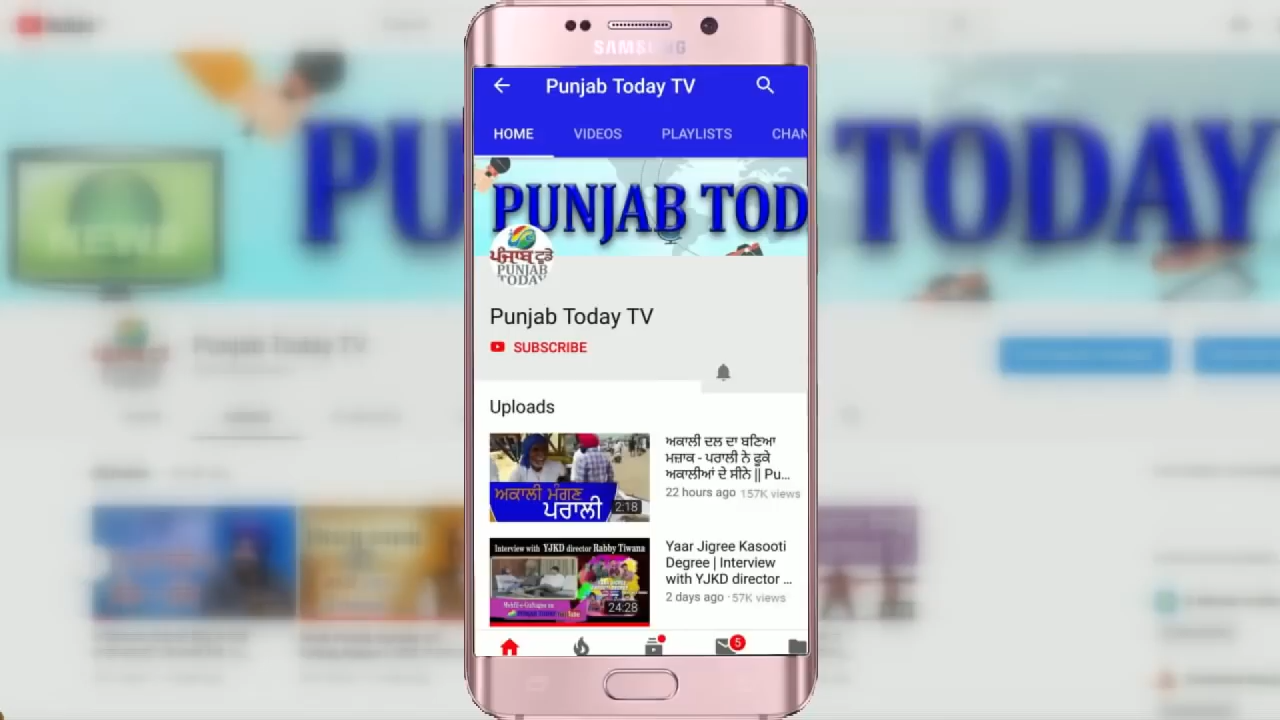 SAMSUNG
Punjab Today TV
HOME VIDEOS PLAYLISTS CHAN
PU
TODAY
PUNJAB TOD
ਪੰਜਾਬ ਟੂਡੇ
PUNJAB
TODAY
Punjab Today TV
SUBSCRIBE
Uploads
ਅਕਾਲੀ ਦਲ ਦਾ ਬਣਿਆ
ਮਜ਼ਾਕ - ਪਰਾਲੀ ਨੇ ਫੂਕੇ
ਅਕਾਲੀਆਂ ਦੇ ਸੀਨੇ || Pu...
22 hours ago 157K views
ਅਕਾਲੀ ਮੰਗਣ
ਪਰਾਲੀ
2:18
Interview with YJKD director Rabby Tiwana
24:28
Yaar Jigree Kasooti
Degree | Interview
with YJKD director ...
2 days ago · 57K views
5